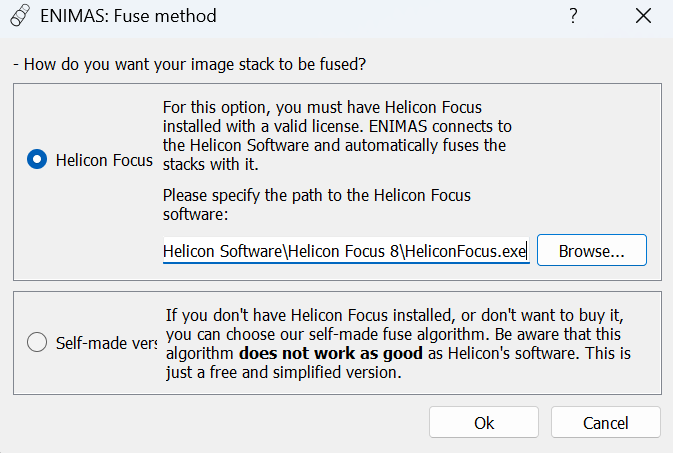 ENIMAS: Fuse method
?
- How do you want your image stack to be fused?
For this option, you must have Helicon Focus
installed with a valid license. ENIMAS connects to
the Helicon Software and automatically fuses the
Helicon Focus
stacks with it.
Please specify the path to the Helicon Focus
software:
Helicon Software\Helicon Focus 8\HeliconFocus.exe
Browse...
If you don't have Helicon Focus installed, or don't want to buy it,
you can choose our self-made fuse algorithm. Be aware that this
Self-made vers
algorithm does not work as good as Helicon's software. This is
just a free and simplified version.
Ok
Cancel